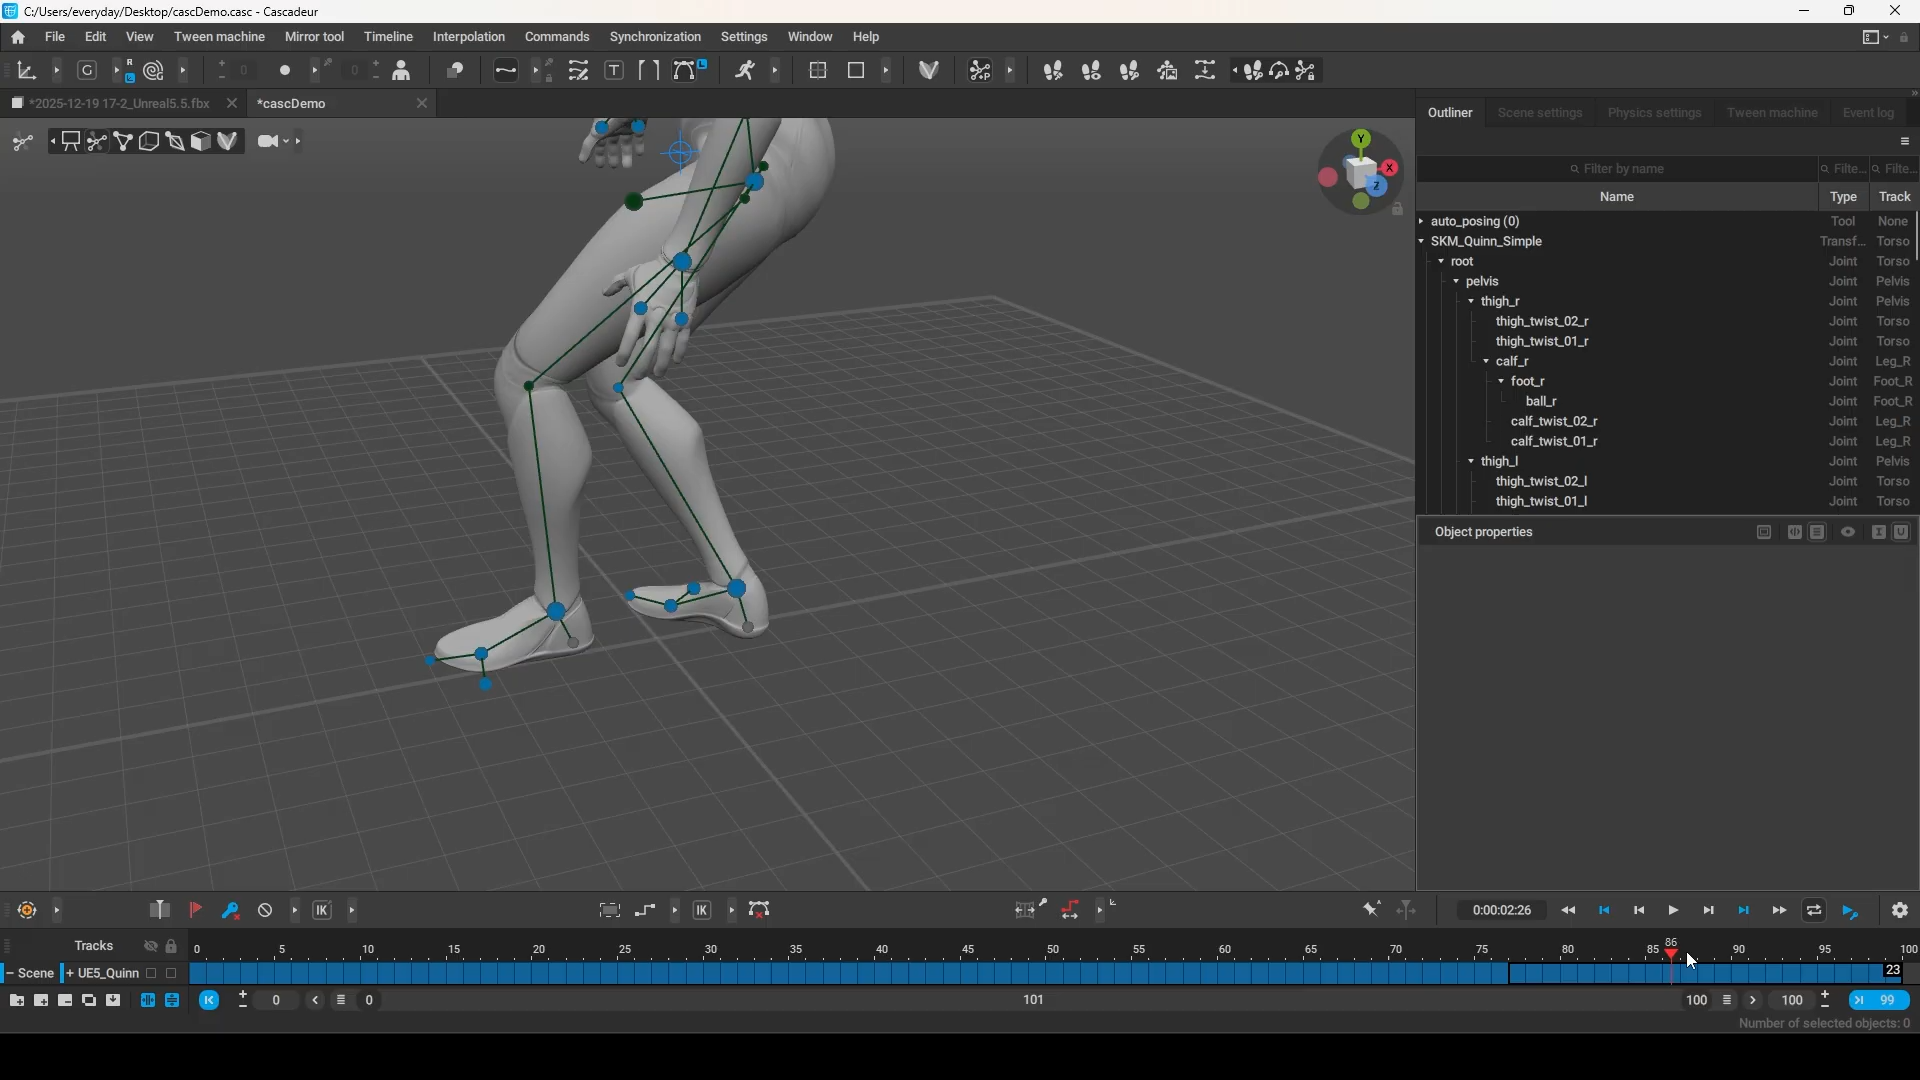 C:/Users/everyday/Desktop/cascDemo.casc - Cascadeur
File Edit View Tween machine Mirror tool Timeline Interpolation Commands Synchronization Settings Window Help
0 0
*2025-12-19 17-2_Unreal5.5.fbx *cascDemo
Outliner Scene settings Physics settings Tween machine Event log
Filter by name Filte... Filte...
Name Type Track
auto_posing (0) Tool None
SKM_Quinn_Simple Transf... Torso
root Joint Torso
pelvis Joint Pelvis
thigh_r Joint Pelvis
thigh_twist_02_r Joint Torso
thigh_twist_01_r Joint Torso
calf_r Joint Leg_R
foot_r Joint Foot_R
ball_r Joint Foot_R
calf_twist_02_r Joint Leg_R
calf_twist_01_r Joint Leg_R
thigh_l Joint Pelvis
thigh_twist_02_l Joint Torso
thigh_twist_01_l Joint Torso
Y
X
Z
Object properties
IK IK 0:00:02:26
Tracks 0 5 10 15 20 25 30 35 40 45 50 55 60 65 70 75 80 85 86 90 95 100
Scene + UE5_Quinn 23
0 0 101 100 100 99
Number of selected objects: 0